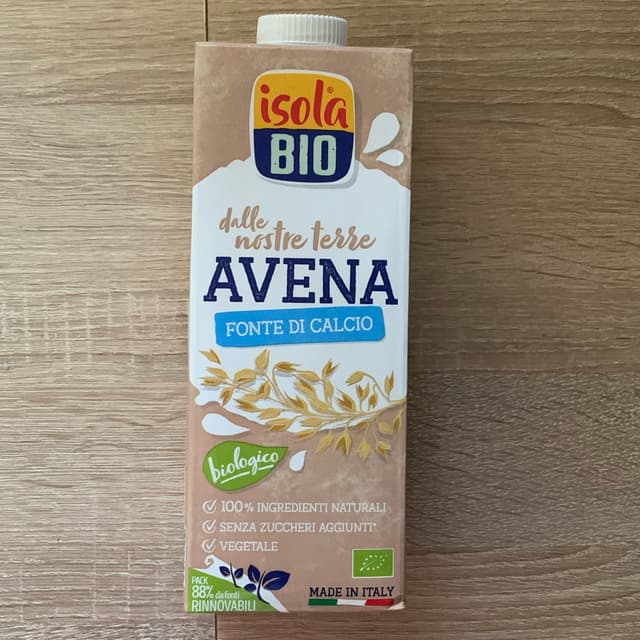 isola®
BIO
dalle
nostre terre
AVENA
FONTE DI CALCIO
biologico
100% INGREDIENTI NATURALI
SENZA ZUCCHERI AGGIUNTI*
VEGETALE
PACK
88% da fonti
RINNOVABILI
MADE IN ITALY